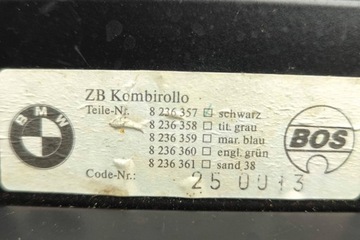 ZB Kombirollo
Teile-Nr. 8 236 357 schwarz
8 236 358 tit. grau
8 236 359 mar. blau
8 236 360 engl. grün
8 236 361 sand 38
Code-Nr.: 25 0013
BMW
BOS